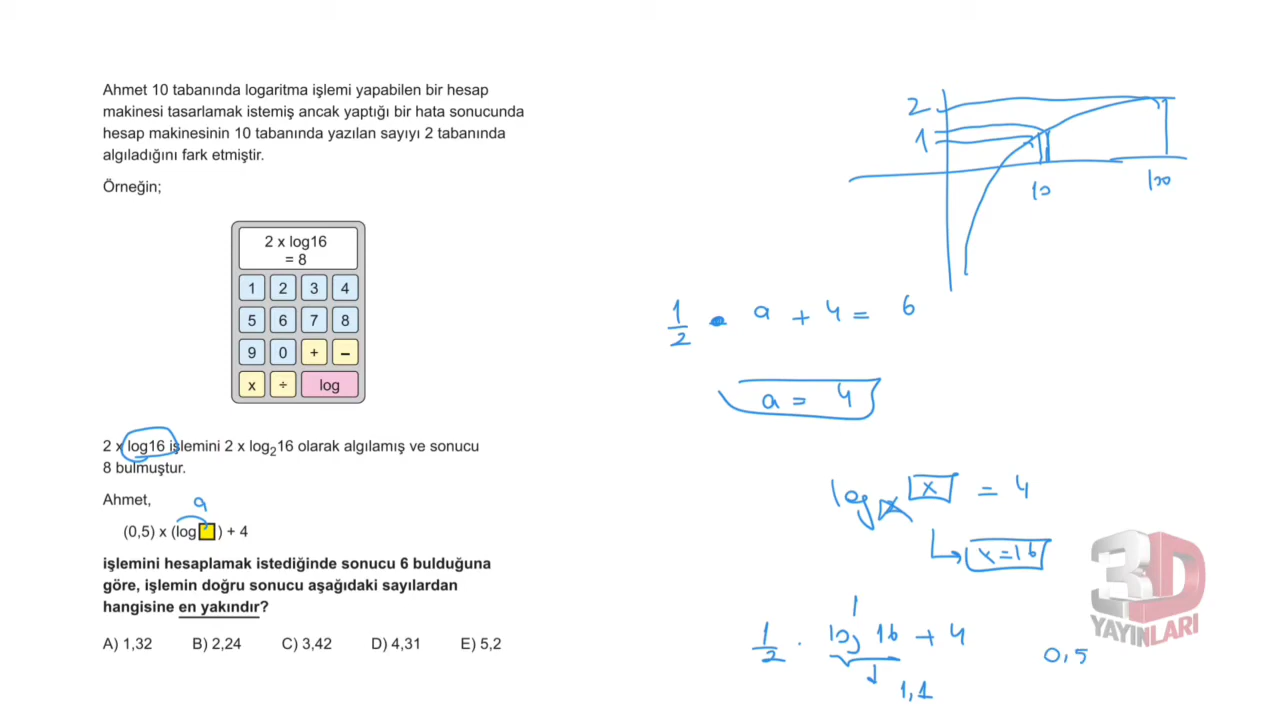 Ahmet 10 tabanında logaritma işlemi yapabilen bir hesap
makinesi tasarlamak istemiş ancak yaptığı bir hata sonucunda
hesap makinesinin 10 tabanında yazılan sayıyı 2 tabanında
algıladığını fark etmiştir.
Örneğin;
2 x log16
= 8
1 2 3 4
5 6 7 8
9 0 + –
x ÷ log
2 x log16 işlemini 2 x log₂16 olarak algılamış ve sonucu
8 bulmuştur.
Ahmet,
a
(0,5) x (log ) + 4
işlemini hesaplamak istediğinde sonucu 6 bulduğuna
göre, işlemin doğru sonucu aşağıdaki sayılardan
hangisine en yakındır?
A) 1,32 B) 2,24 C) 3,42 D) 4,31 E) 5,2
2
1
10 100
1/2 · a + 4 = 6
a = 4
log x = 4
x = 16
1
1/2 · log 16 + 4
1,1
0,5
3D
YAYINLARI